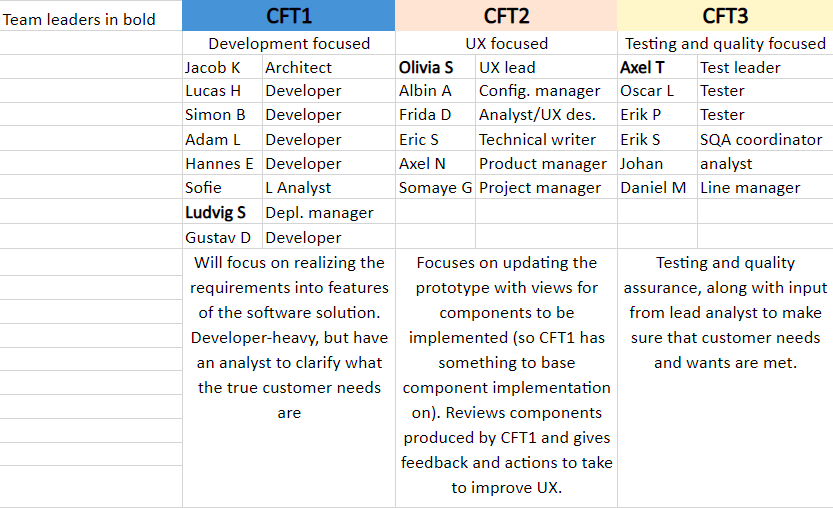 Team leaders in bold CFT1 CFT2 CFT3
Development focused UX focused Testing and quality focused
Jacob K Architect Olivia S UX lead Axel T Test leader
Lucas H Developer Albin A Config. manager Oscar L Tester
Simon B Developer Frida D Analyst/UX des. Erik P Tester
Adam L Developer Eric S Technical writer Erik S SQA coordinator
Hannes E Developer Axel N Product manager Johan analyst
Sofie L Analyst Somaye G Project manager Daniel M Line manager
Ludvig S Depl. manager
Gustav D Developer
Will focus on realizing the
requirements into features
of the software solution.
Developer-heavy, but have
an analyst to clarify what
the true customer needs
are
Focuses on updating the
prototype with views for
components to be
implemented (so CFT1 has
something to base
component implementation
on). Reviews components
produced by CFT1 and gives
feedback and actions to take
to improve UX.
Testing and quality
assurance, along with input
from lead analyst to make
sure that customer needs
and wants are met.